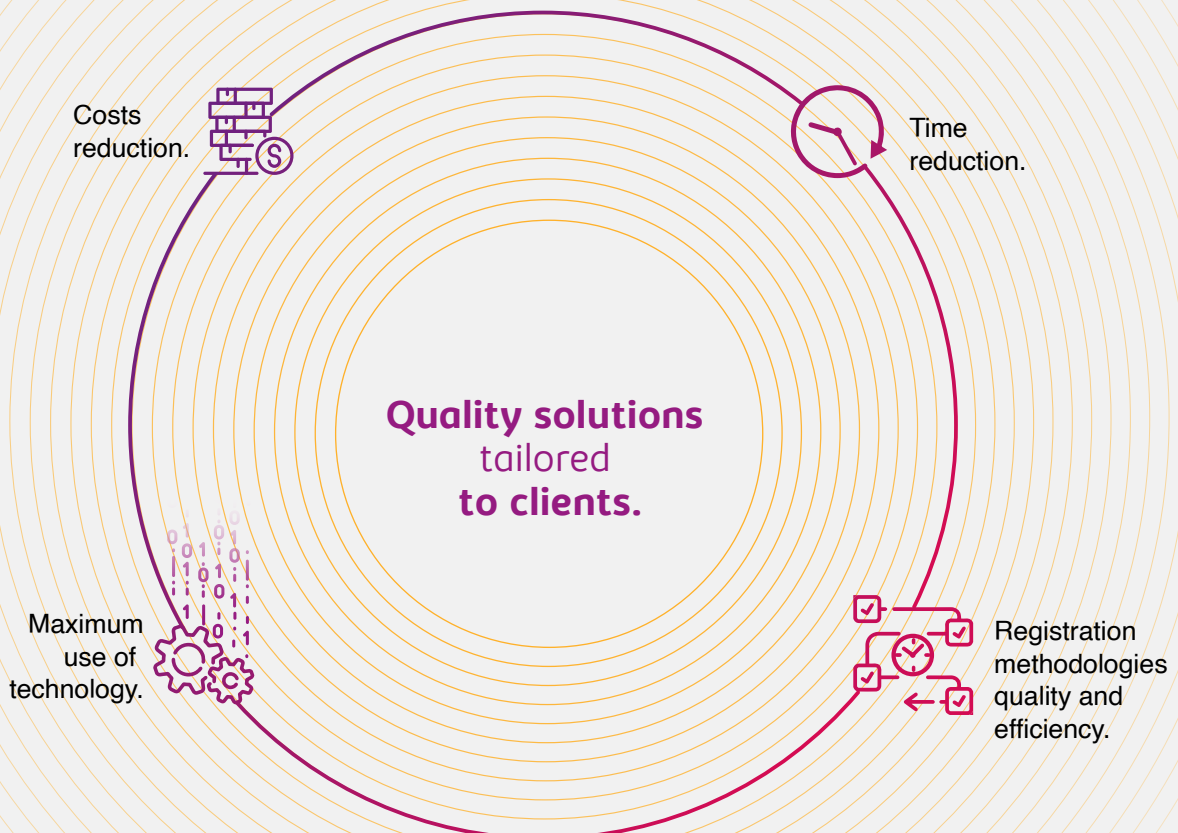 Costs
reduction.
Time
reduction.
Quality solutions
tailored
to clients.
Maximum
use of
technology.
Registration
methodologies
quality and
efficiency.